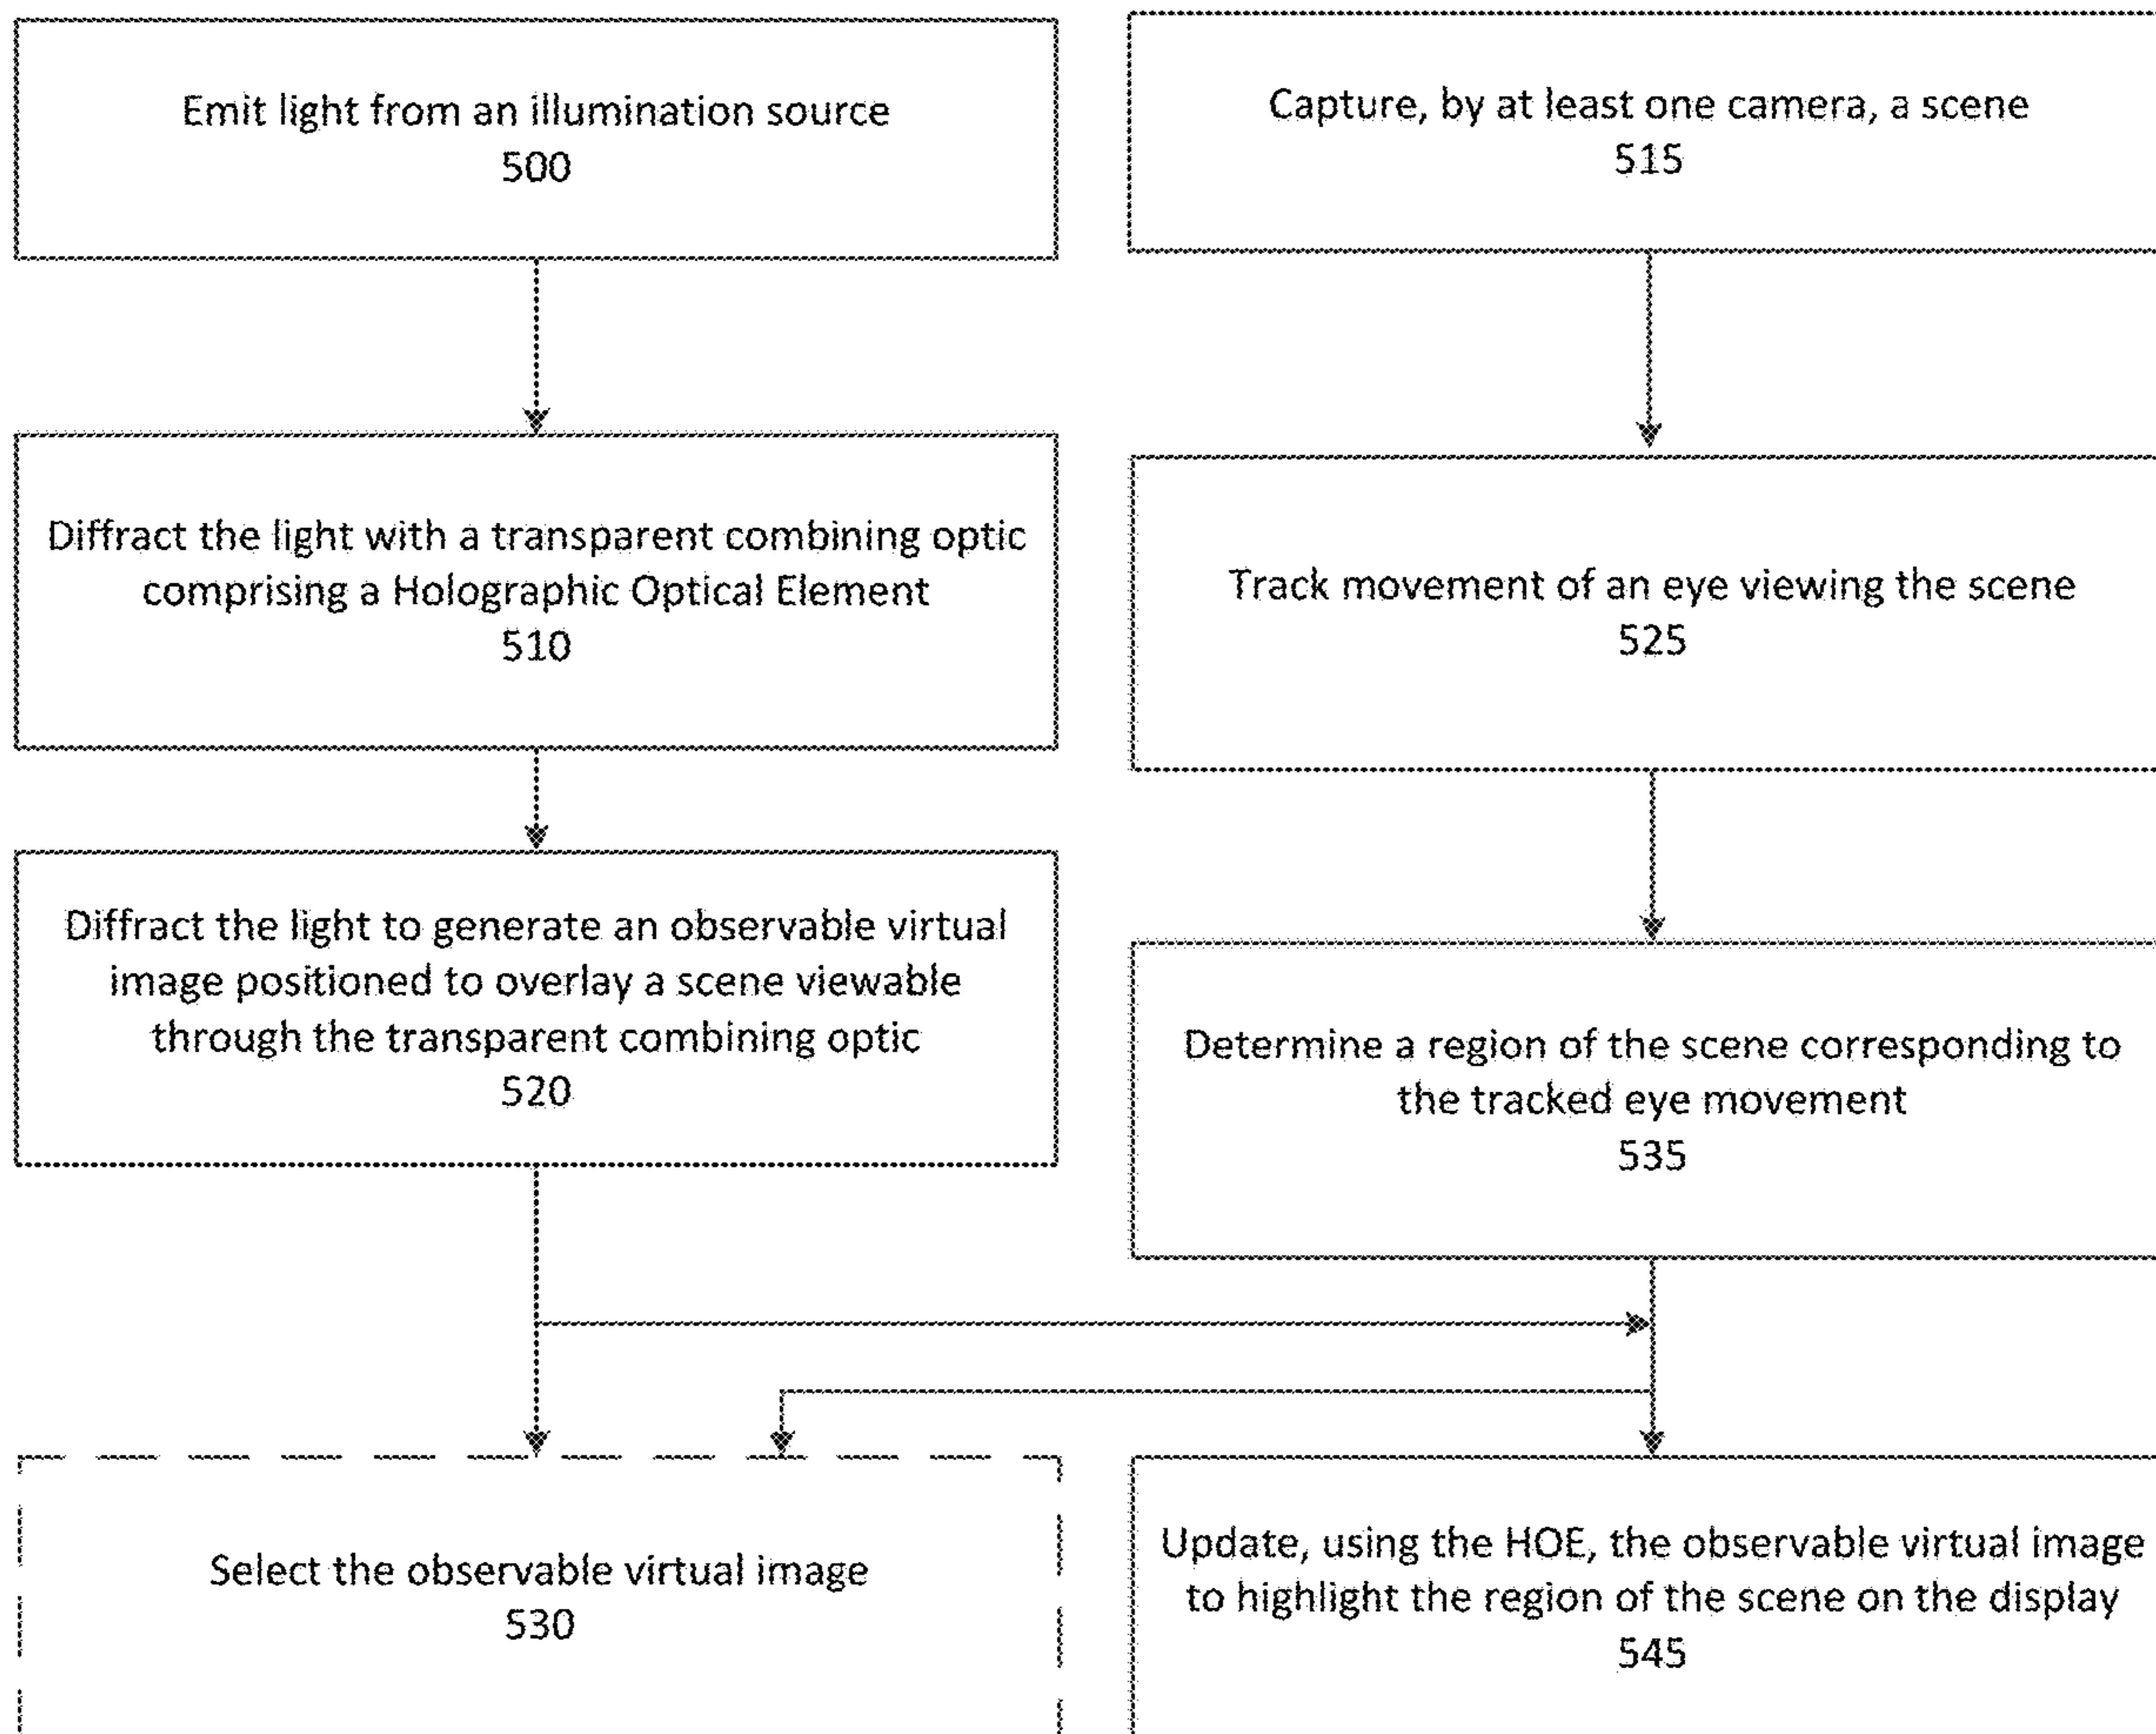 Emit light from an illumination source
500
Diffract the light with a transparent combining optic
comprising a Holographic Optical Element
510
Diffract the light to generate an observable virtual
image positioned to overlay a scene viewable
through the transparent combining optic
520
Select the observable virtual image
530
Capture, by at least one camera, a scene
515
Track movement of an eye viewing the scene
525
Determine a region of the scene corresponding to
the tracked eye movement
535
Update, using the HOE, the observable virtual image
to highlight the region of the scene on the display
545